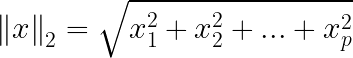 ‖x‖₂ = √(x₁² + x₂² + ... + xₚ²)